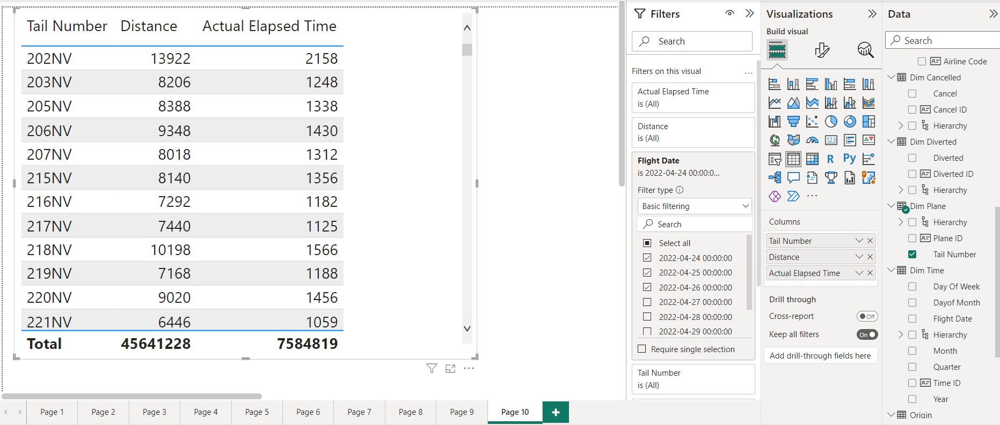 Tail Number Distance Actual Elapsed Time
202NV 13922 2158
203NV 8206 1248
205NV 8388 1338
206NV 9348 1430
207NV 8018 1312
215NV 8140 1356
216NV 7292 1182
217NV 7440 1125
218NV 10198 1566
219NV 7168 1188
220NV 9020 1456
221NV 6446 1059
Total 45641228 7584819
Page 1 Page 2 Page 3 Page 4 Page 5 Page 6 Page 7 Page 8 Page 9 Page 10 +
Filters
Search
Filters on this visual ...
Actual Elapsed Time
is (All)
Distance
is (All)
Flight Date
is 2022-04-24 00:00:0...
Filter type
Basic filtering
Search
Select all
2022-04-24 00:00:00
2022-04-25 00:00:00
2022-04-26 00:00:00
2022-04-27 00:00:00
2022-04-28 00:00:00
2022-04-29 00:00:00
Require single selection
Tail Number
is (All)
Visualizations
Build visual
123
R Py
...
Columns
Tail Number
Distance
Actual Elapsed Time
Drill through
Cross-report Off
Keep all filters On
Add drill-through fields here
Data
Search
Airline Code
Dim Cancelled
Cancel
Cancel ID
Hierarchy
Dim Diverted
Diverted
Diverted ID
Hierarchy
Dim Plane
Hierarchy
Plane ID
Tail Number
Dim Time
Day Of Week
Dayof Month
Flight Date
Hierarchy
Month
Quarter
Time ID
Year
Origin